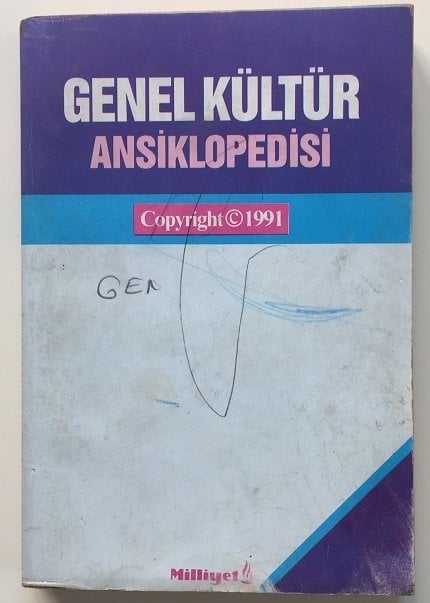 GENEL KÜLTÜR
ANSİKLOPEDİSİ
Copyright©1991
GEN
Milliyet